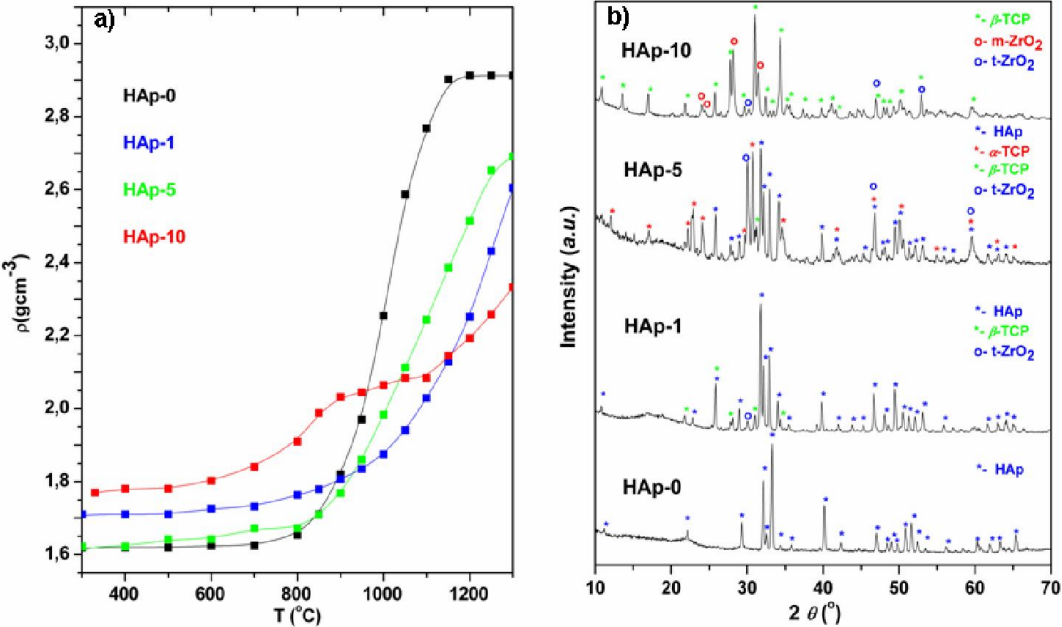 a)
3,0
2,8
2,6
2,4
2,2
2,0
1,8
1,6
ρ(gcm-3)
HAp-0
HAp-1
HAp-5
HAp-10
400 600 800 1000 1200
T (°C)
b)
Intensity (a.u.)
HAp-10
*- β-TCP
o- m-ZrO2
o- t-ZrO2
HAp-5
*- HAp
*- α-TCP
*- β-TCP
o- t-ZrO2
HAp-1
*- HAp
*- β-TCP
o- t-ZrO2
HAp-0
*- HAp
10 20 30 40 50 60 70
2 θ (°)